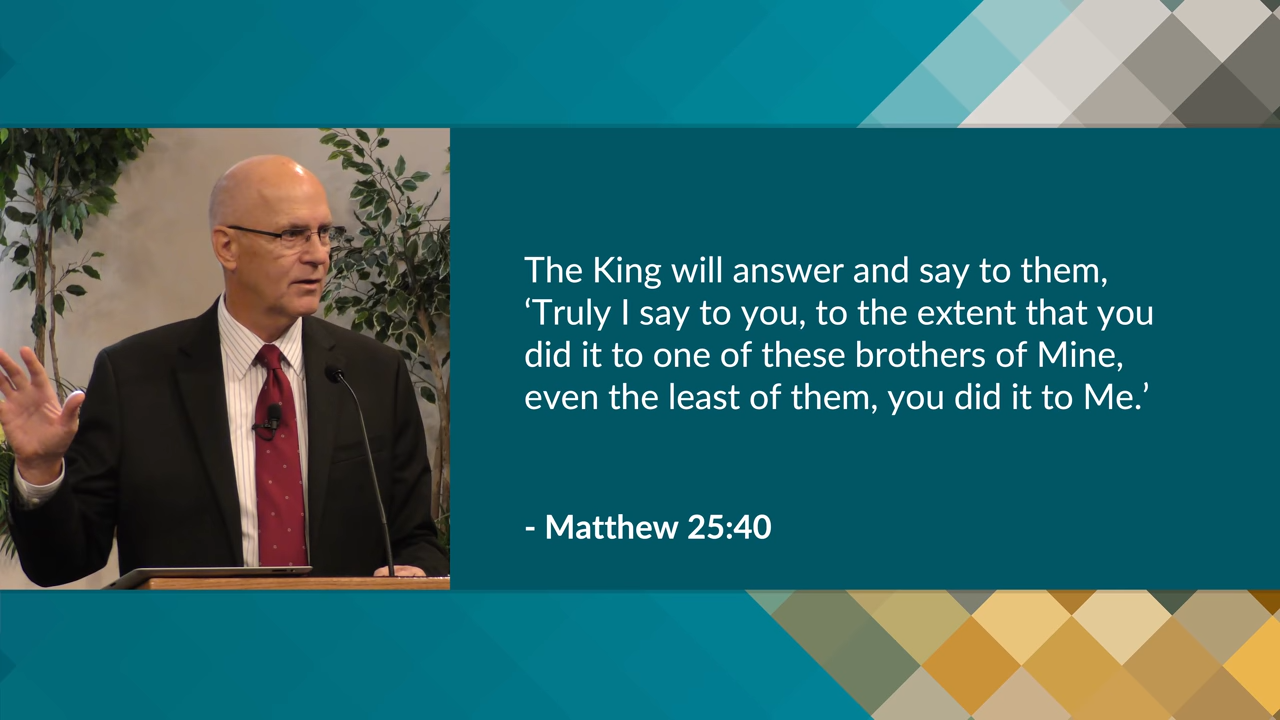 The King will answer and say to them,
‘Truly I say to you, to the extent that you
did it to one of these brothers of Mine,
even the least of them, you did it to Me.’
- Matthew 25:40